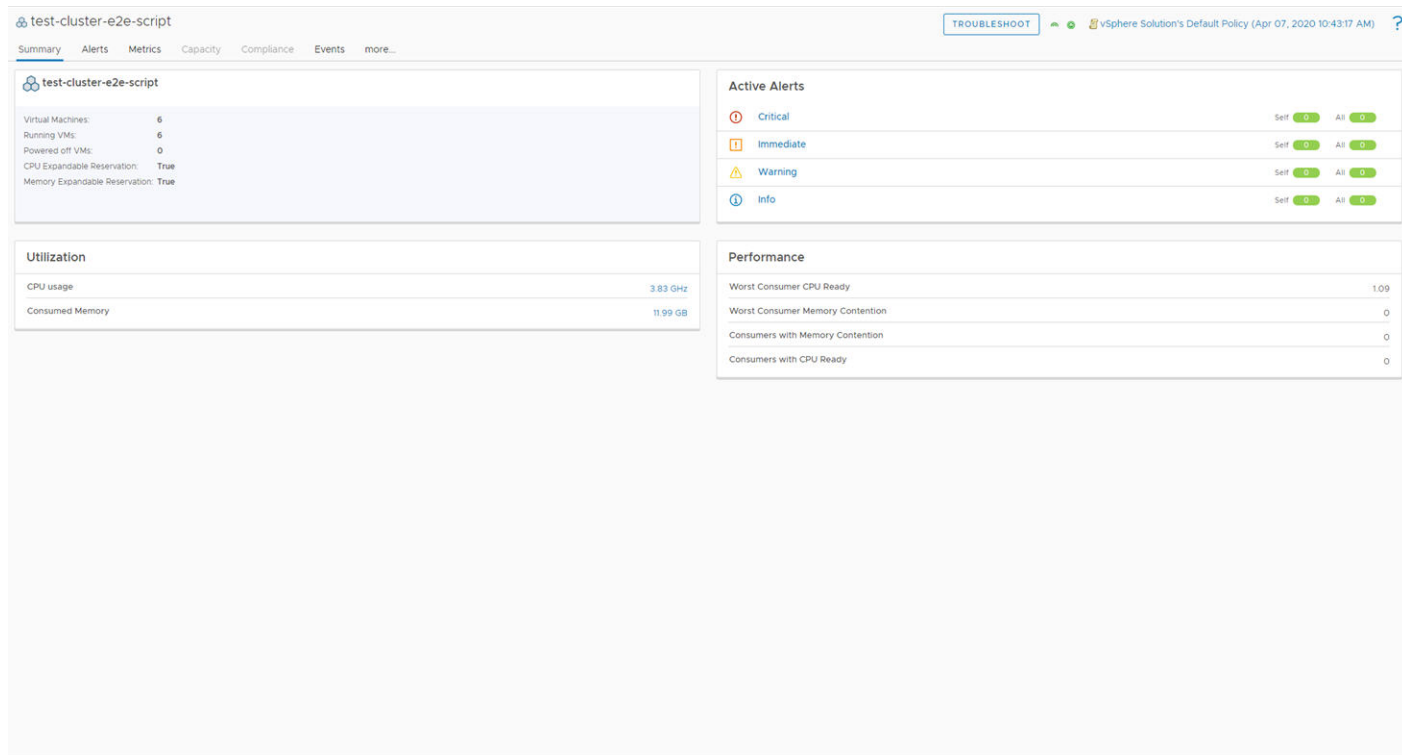 test-cluster-e2e-script
TROUBLESHOOT vSphere Solution's Default Policy (Apr 07, 2020 10:43:17 AM) ?
Summary Alerts Metrics Capacity Compliance Events more...
test-cluster-e2e-script
Virtual Machines: 6
Running VMs: 6
Powered off VMs: 0
CPU Expandable Reservation: True
Memory Expandable Reservation: True
Active Alerts
Critical Self 0 All 0
Immediate Self 0 All 0
Warning Self 0 All 0
Info Self 0 All 0
Utilization
CPU usage 3.83 GHz
Consumed Memory 11.99 GB
Performance
Worst Consumer CPU Ready 1.09
Worst Consumer Memory Contention 0
Consumers with Memory Contention 0
Consumers with CPU Ready 0